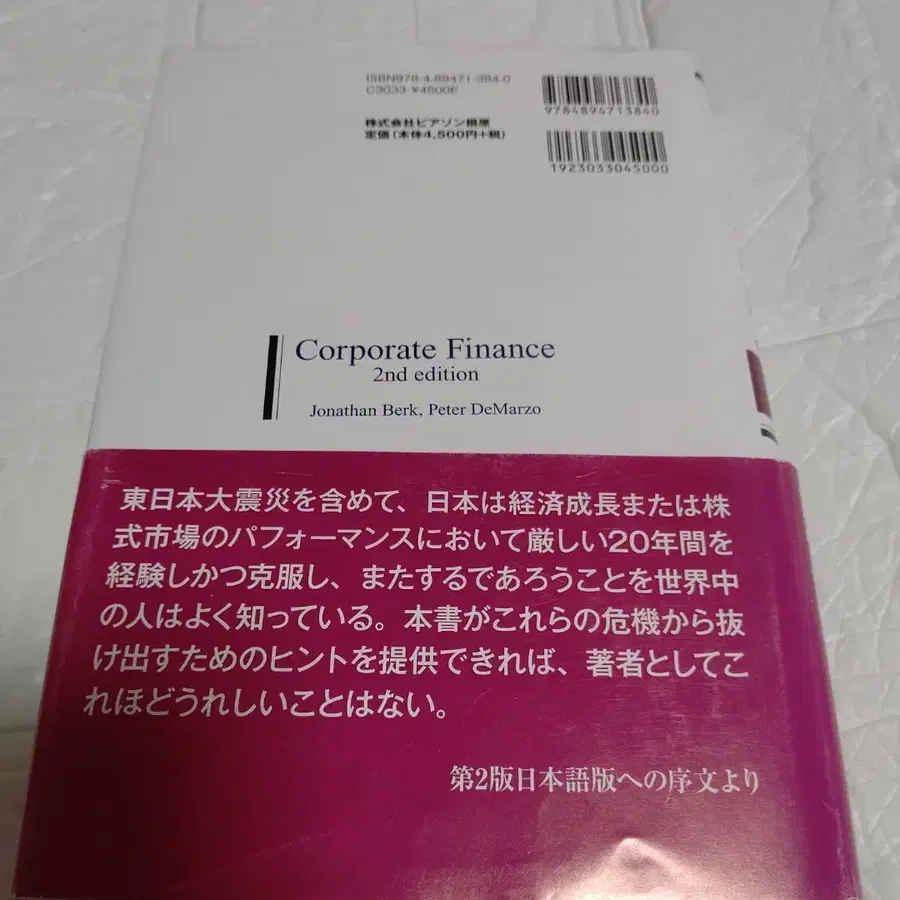 ISBN978-4-89471-384-0
C3033 ¥4500E
9784894713840
株式会社ピアソン桐原
定価(本体4,500円+税)
1923033045000
Corporate Finance
2nd edition
Jonathan Berk, Peter DeMarzo
東日本大震災を含めて、日本は経済成長または株
式市場のパフォーマンスにおいて厳しい20年間を
経験しかつ克服し、またするであろうことを世界中
の人はよく知っている。本書がこれらの危機から抜
け出すためのヒントを提供できれば、著者としてこ
れほどうれしいことはない。
第2版日本語版への序文より